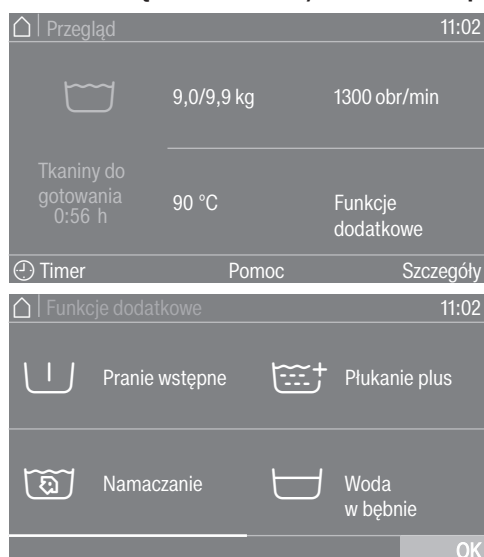 Przegląd 11:02
9,0/9,9 kg 1300 obr/min
Tkaniny do
gotowania
0:56 h
90 °C Funkcje
dodatkowe
Timer Pomoc Szczegóły
Funkcje dodatkowe 11:02
Pranie wstępne Płukanie plus
Namaczanie Woda
w bębnie
OK